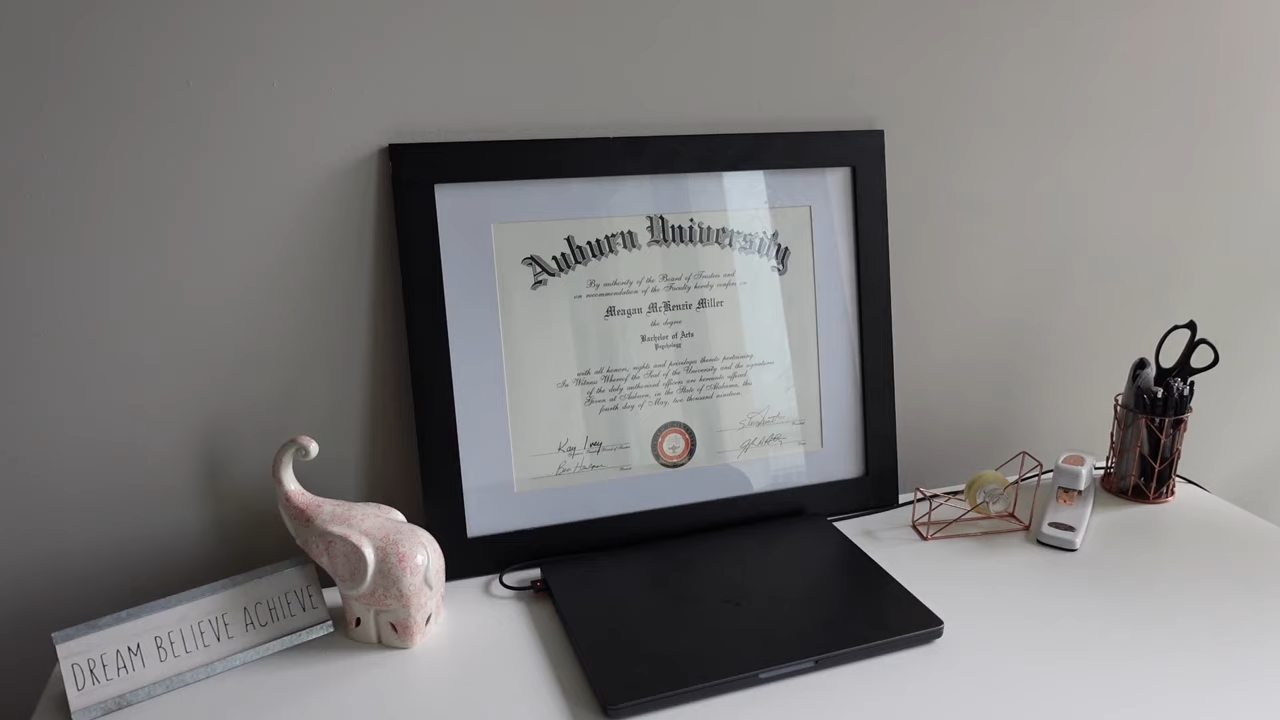 Auburn University
By authority of the Board of Trustees and
on recommendation of the Faculty hereby confers on
Meagan McKenzie Miller
the degree
Bachelor of Arts
Psychology
with all honors, rights and privileges thereto pertaining.
In Witness Whereof the Seal of the University and the signatures
of the duly authorized officers are hereunto affixed.
Given at Auburn, in the State of Alabama, this
fourth day of May, two thousand nineteen.
Kay Ivey
DREAM BELIEVE ACHIEVE